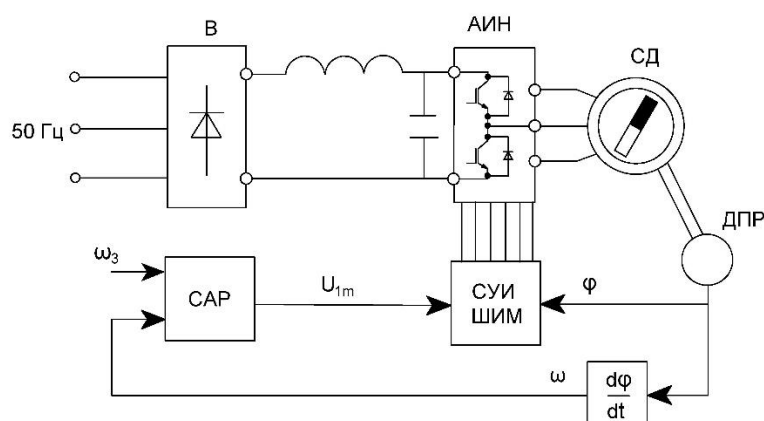 В
АИН
СД
50 Гц
ДПР
ω₃
САР
U₁ₘ
СУИ
ШИМ
φ
ω
dφ
dt